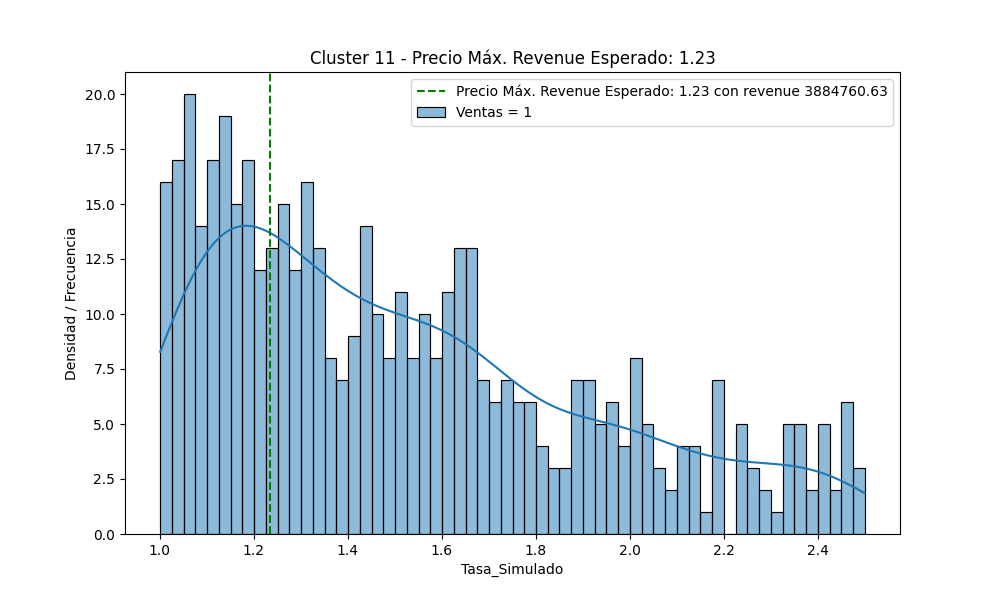 Cluster 11 - Precio Máx. Revenue Esperado: 1.23
Precio Máx. Revenue Esperado: 1.23 con revenue 3884760.63
Ventas = 1
Densidad / Frecuencia
20.0
17.5
15.0
12.5
10.0
7.5
5.0
2.5
0.0
1.0 1.2 1.4 1.6 1.8 2.0 2.2 2.4
Tasa_Simulado